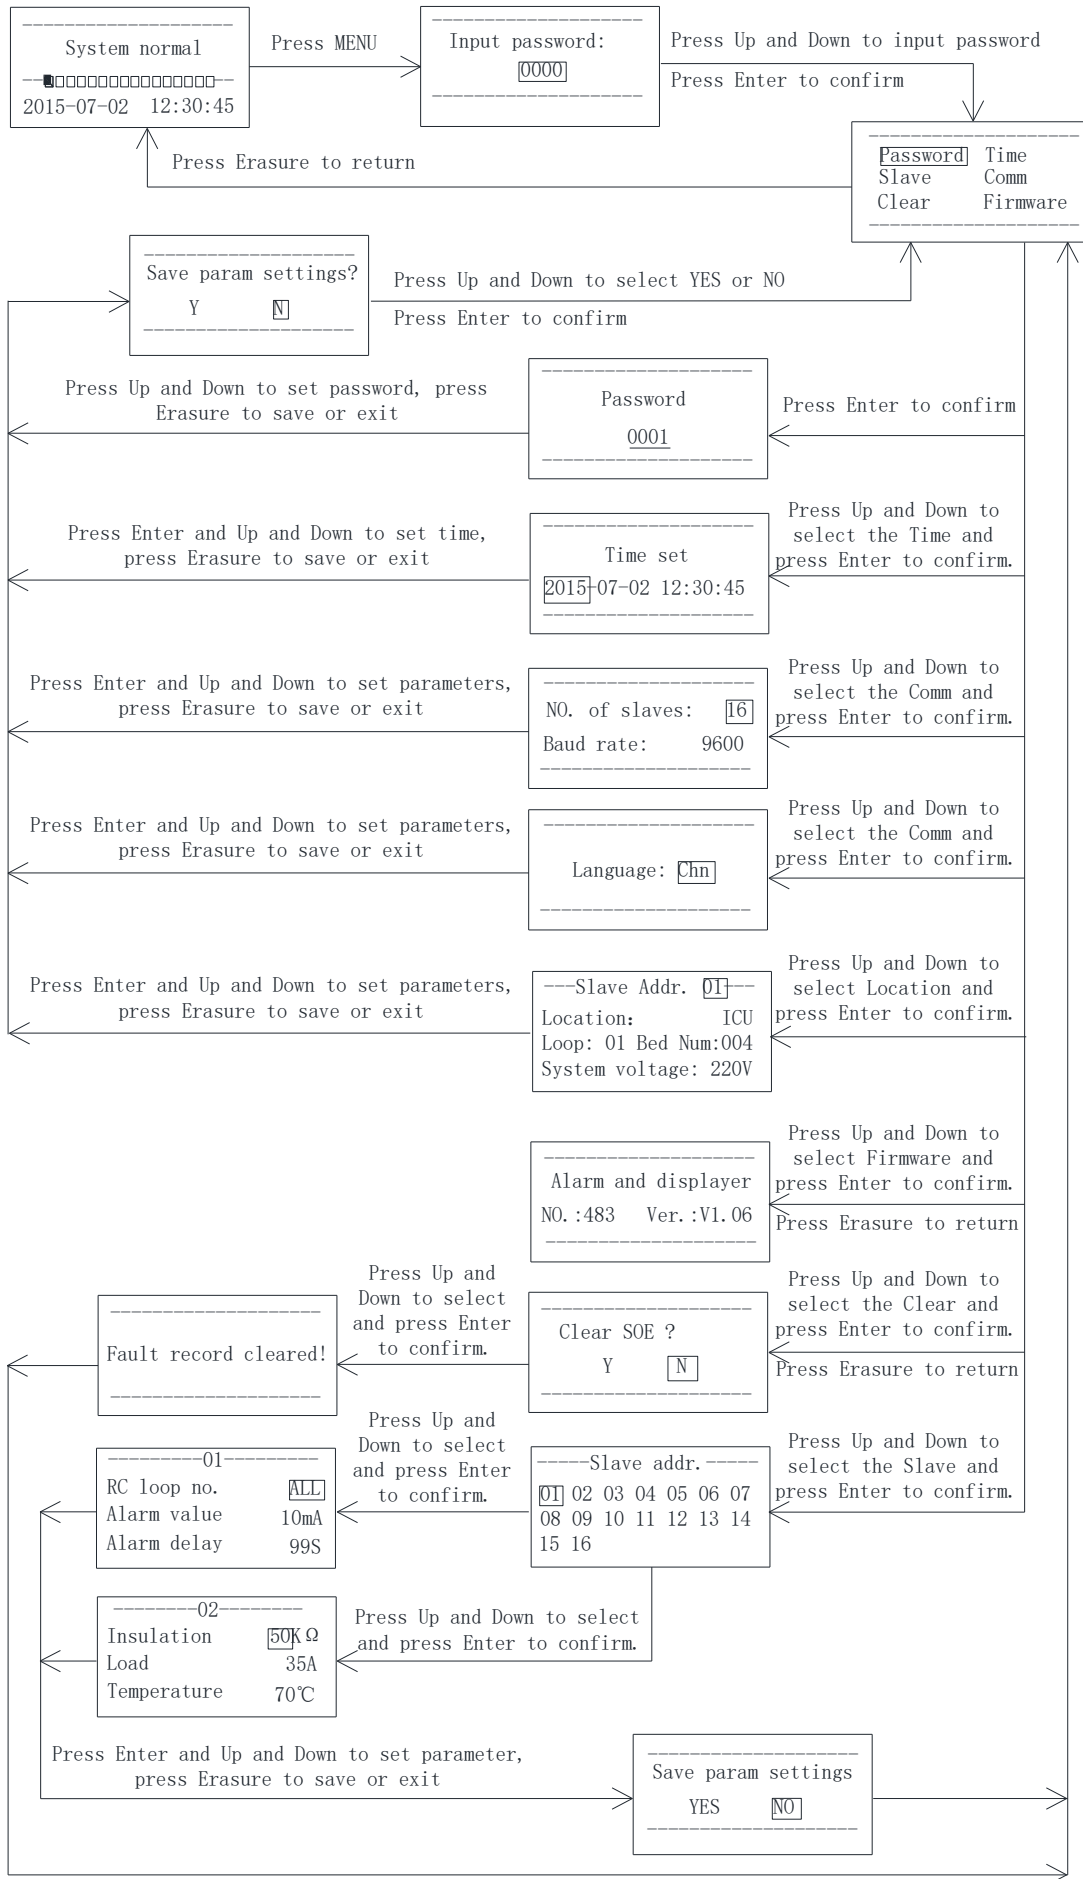 System normal
2015-07-02 12:30:45
Press MENU
Input password:
0000
Press Up and Down to input password
Press Enter to confirm
Password Time
Slave Comm
Clear Firmware
Press Erasure to return
Save param settings?
Y N
Press Up and Down to select YES or NO
Press Enter to confirm
Press Up and Down to set password, press
Erasure to save or exit
Password
0001
Press Enter to confirm
Press Enter and Up and Down to set time,
press Erasure to save or exit
Time set
2015-07-02 12:30:45
Press Up and Down to
select the Time and
press Enter to confirm.
Press Enter and Up and Down to set parameters,
press Erasure to save or exit
NO. of slaves: 16
Baud rate: 9600
Press Up and Down to
select the Comm and
press Enter to confirm.
Press Enter and Up and Down to set parameters,
press Erasure to save or exit
Language: Chn
Press Up and Down to
select the Comm and
press Enter to confirm.
Press Enter and Up and Down to set parameters,
press Erasure to save or exit
---Slave Addr. 01---
Location: ICU
Loop: 01 Bed Num:004
System voltage: 220V
Press Up and Down to
select Location and
press Enter to confirm.
Alarm and displayer
NO.:483 Ver.:V1.06
Press Up and Down to
select Firmware and
press Enter to confirm.
Press Erasure to return
Fault record cleared!
Press Up and
Down to select
and press Enter
to confirm.
Clear SOE ?
Y N
Press Up and Down to
select the Clear and
press Enter to confirm.
Press Erasure to return
---------01---------
RC loop no. ALL
Alarm value 10mA
Alarm delay 99S
Press Up and
Down to select
and press Enter
to confirm.
-----Slave addr.-----
01 02 03 04 05 06 07
08 09 10 11 12 13 14
15 16
Press Up and Down to
select the Slave and
press Enter to confirm.
--------02--------
Insulation 50KΩ
Load 35A
Temperature 70℃
Press Up and Down to select
and press Enter to confirm.
Press Enter and Up and Down to set parameter,
press Erasure to save or exit
Save param settings
YES NO